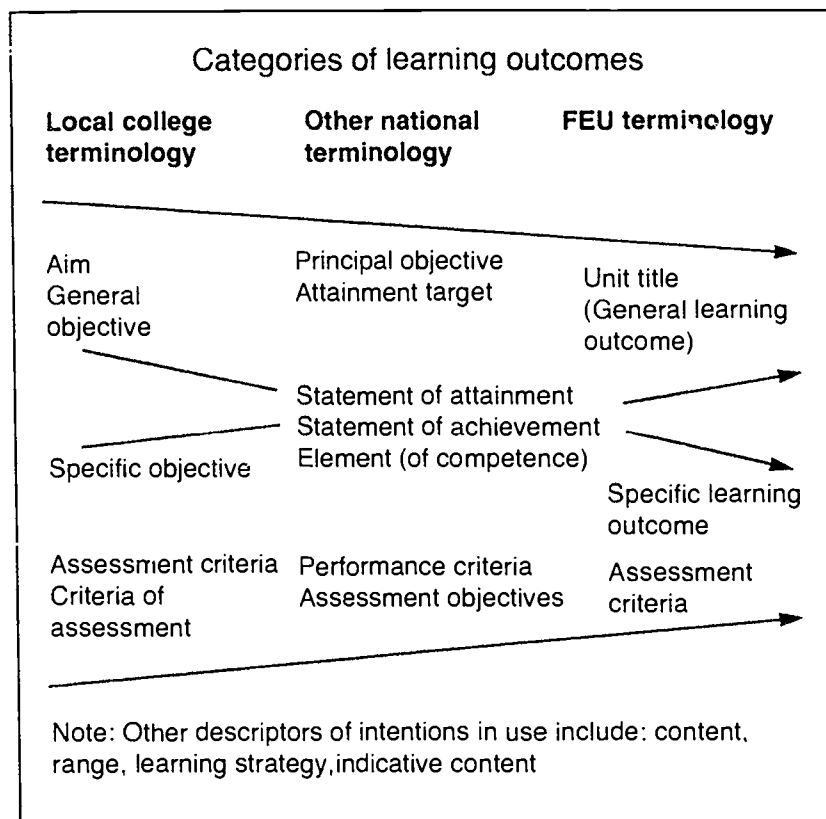 Categories of learning outcomes
Local college terminology
Other national terminology
FEU terminology
Aim
General
objective
Principal objective
Attainment target
Unit title
(General learning
outcome)
Statement of attainment
Statement of achievement
Element (of competence)
Specific objective
Specific learning
outcome
Assessment criteria
Criteria of
assessment
Performance criteria
Assessment objectives
Assessment
criteria
Note: Other descriptors of intentions in use include: content,
range, learning strategy,indicative content